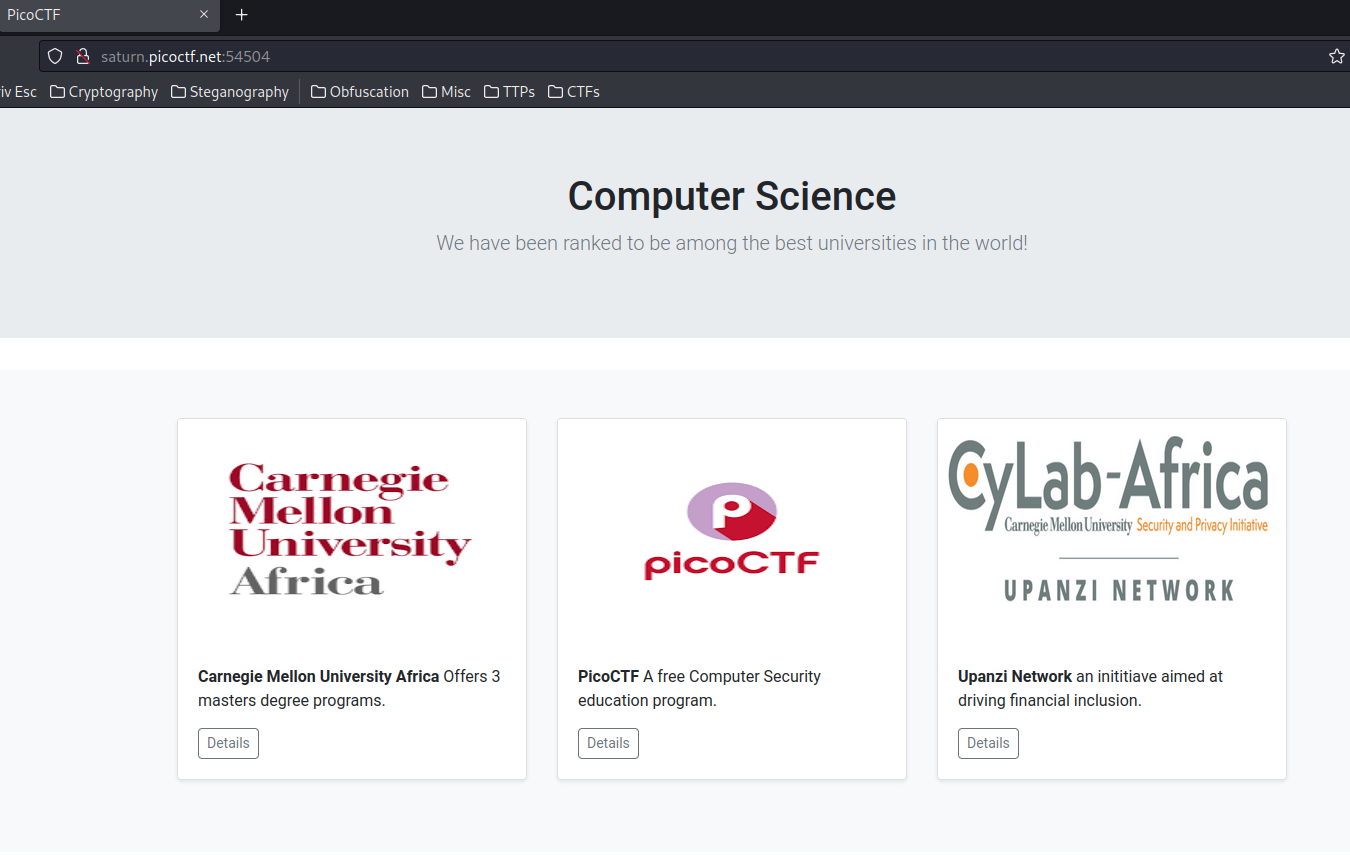 PicoCTF
saturn.picoctf.net:54504
iv Esc Cryptography Steganography Obfuscation Misc TTPs CTFs
Computer Science
We have been ranked to be among the best universities in the world!
Carnegie
Mellon
University
Africa
Carnegie Mellon University Africa Offers 3
masters degree programs.
Details
P
picoCTF
PicoCTF A free Computer Security
education program.
Details
CyLab-Africa
Carnegie Mellon University Security and Privacy Initiative
UPANZI NETWORK
Upanzi Network an inititiave aimed at
driving financial inclusion.
Details